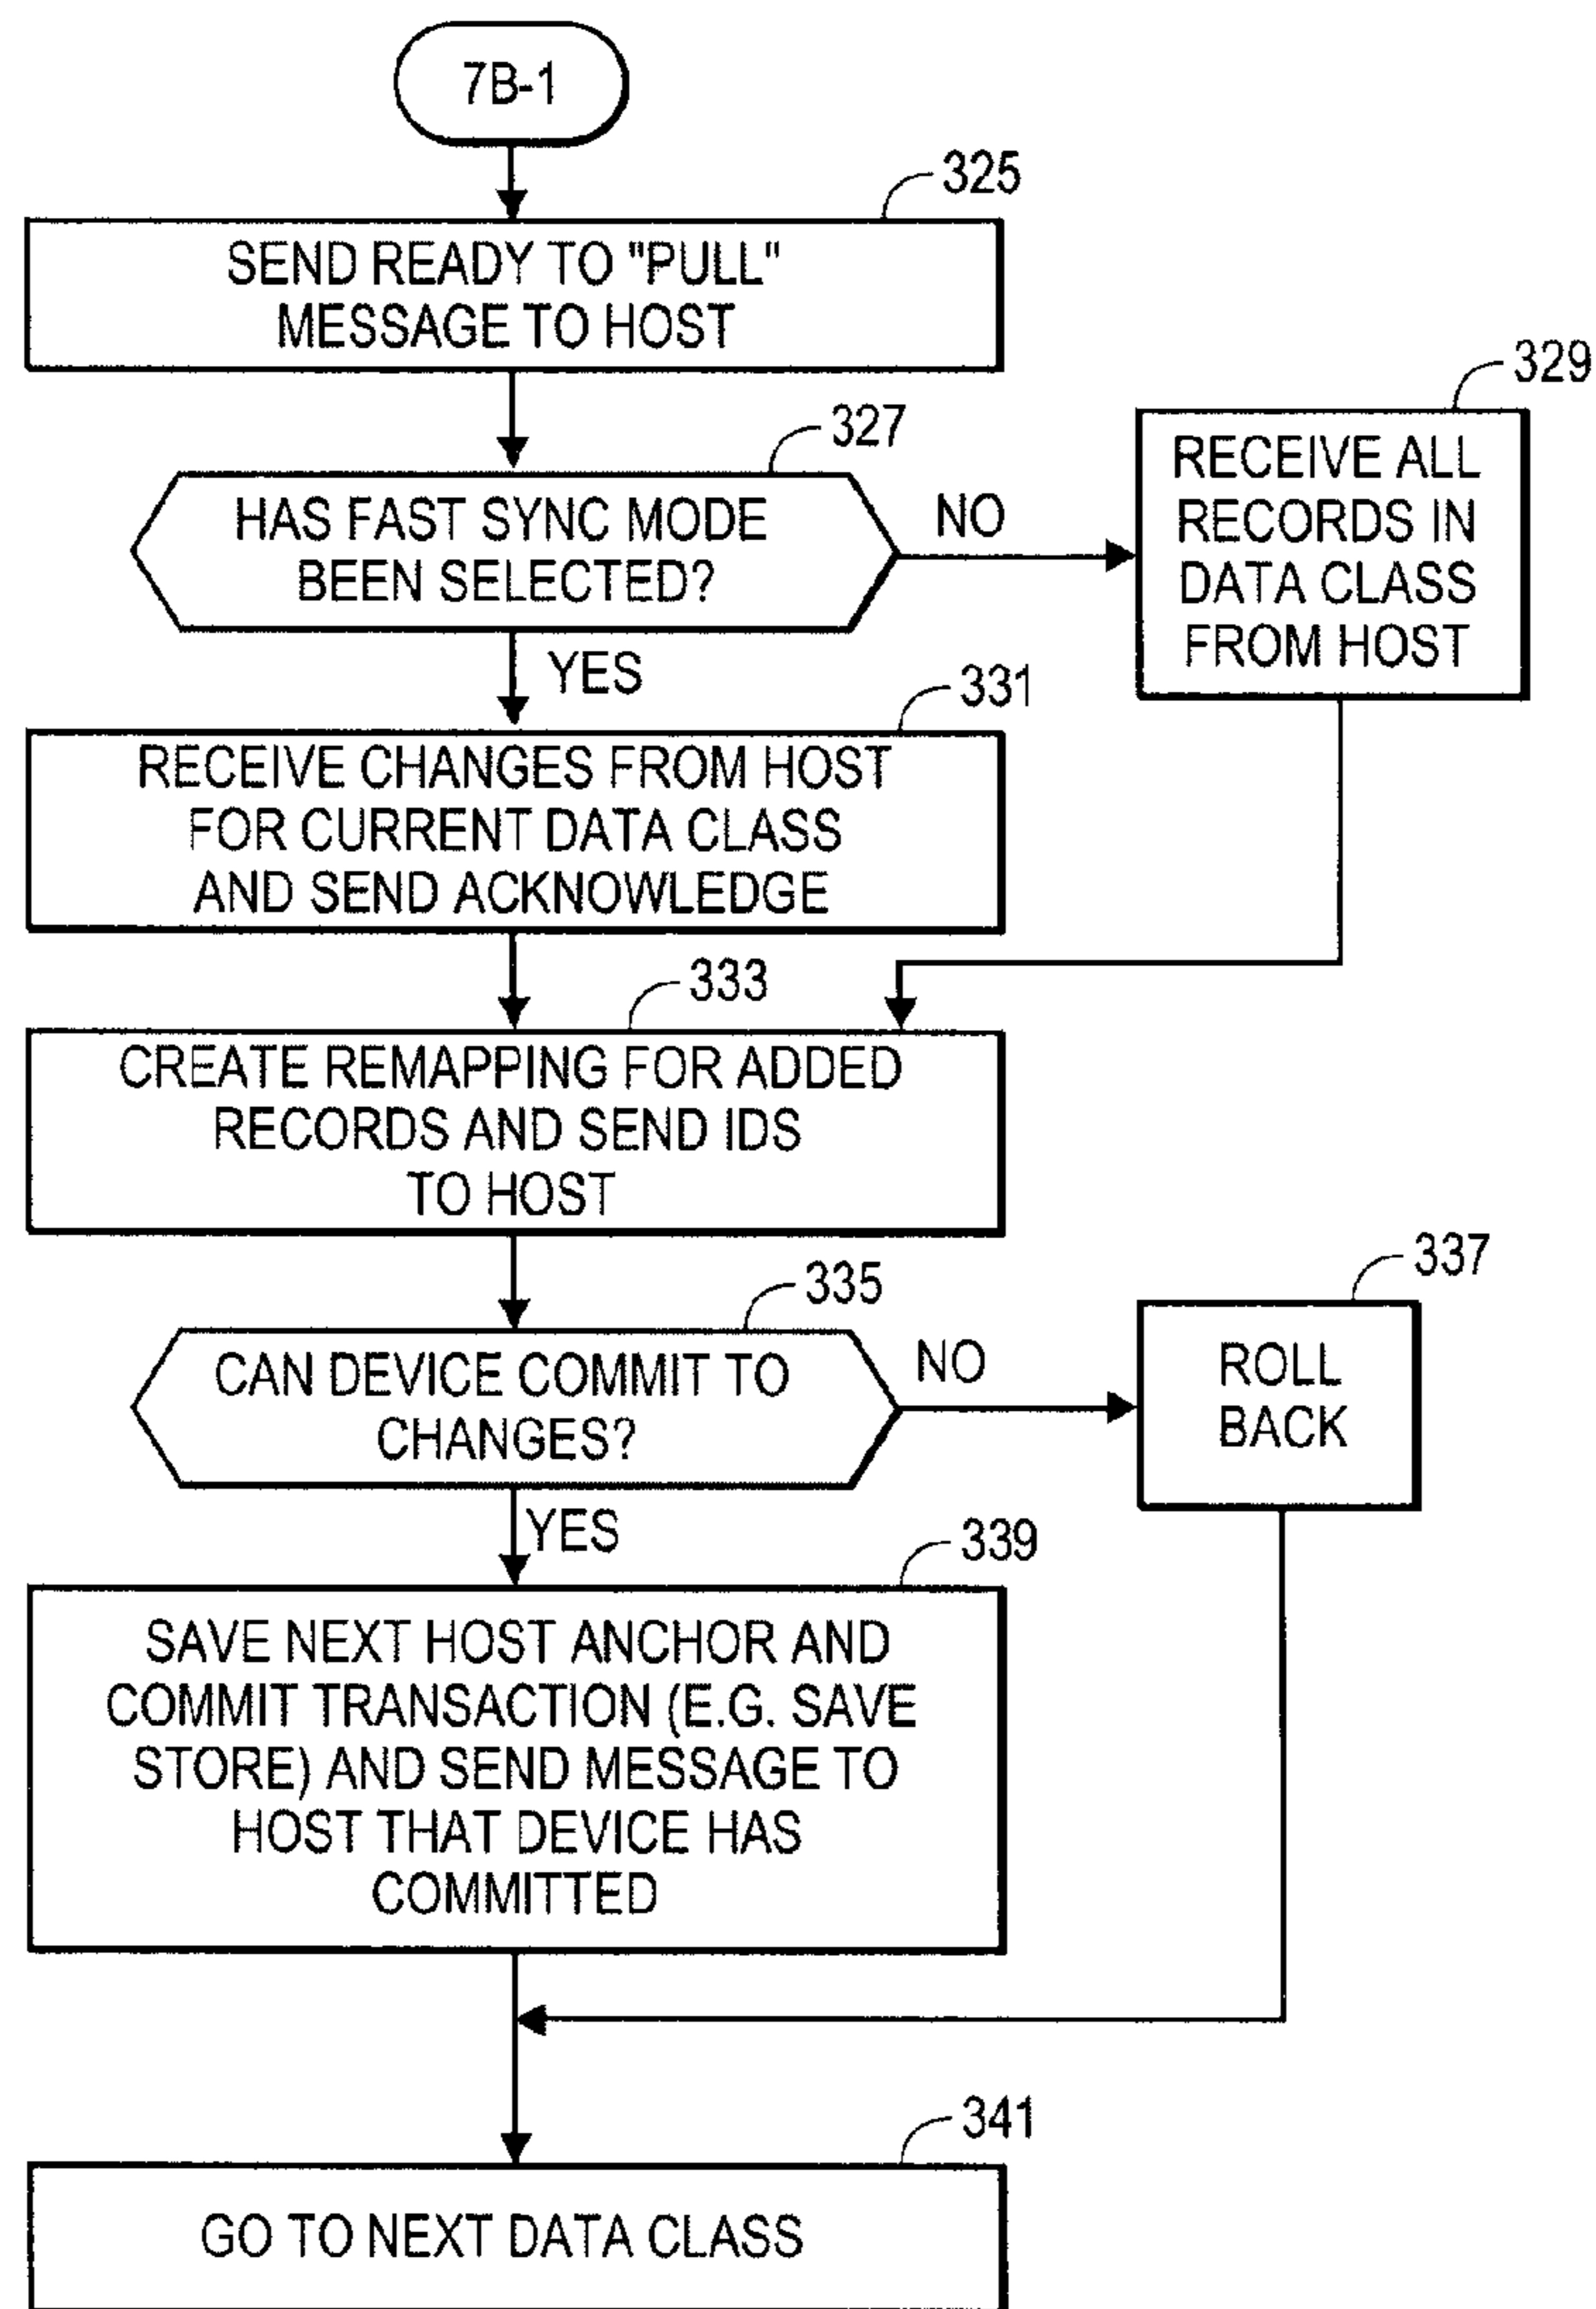 7B-1
325
SEND READY TO "PULL"
MESSAGE TO HOST
327
HAS FAST SYNC MODE
BEEN SELECTED?
NO
329
RECEIVE ALL
RECORDS IN
DATA CLASS
FROM HOST
YES
331
RECEIVE CHANGES FROM HOST
FOR CURRENT DATA CLASS
AND SEND ACKNOWLEDGE
333
CREATE REMAPPING FOR ADDED
RECORDS AND SEND IDS
TO HOST
335
CAN DEVICE COMMIT TO
CHANGES?
NO
337
ROLL
BACK
YES
339
SAVE NEXT HOST ANCHOR AND
COMMIT TRANSACTION (E.G. SAVE
STORE) AND SEND MESSAGE TO
HOST THAT DEVICE HAS
COMMITTED
341
GO TO NEXT DATA CLASS